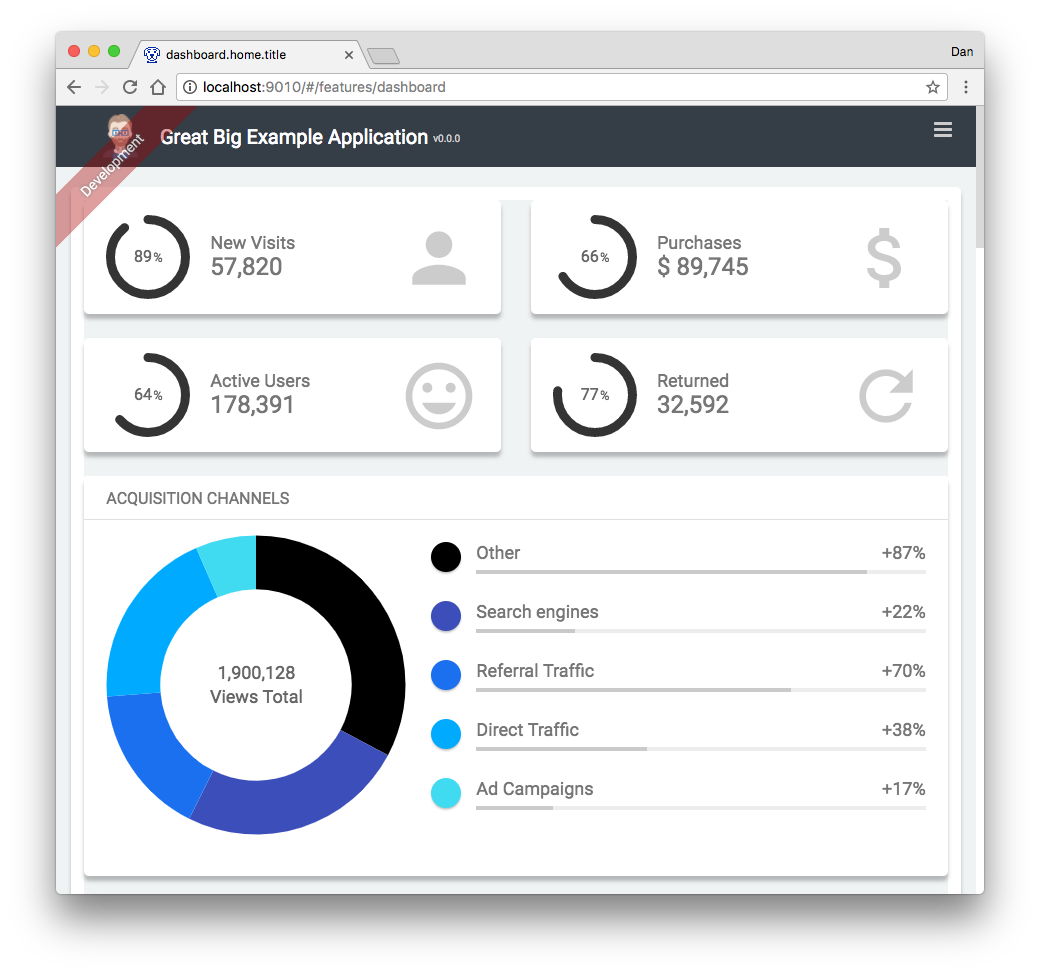 dashboard.home.title
Dan
localhost:9010/#/features/dashboard
Great Big Example Application v0.0.0
Development
89%
New Visits
57,820
66%
Purchases
$ 89,745
$
64%
Active Users
178,391
77%
Returned
32,592
ACQUISITION CHANNELS
1,900,128
Views Total
Other +87%
Search engines +22%
Referral Traffic +70%
Direct Traffic +38%
Ad Campaigns +17%